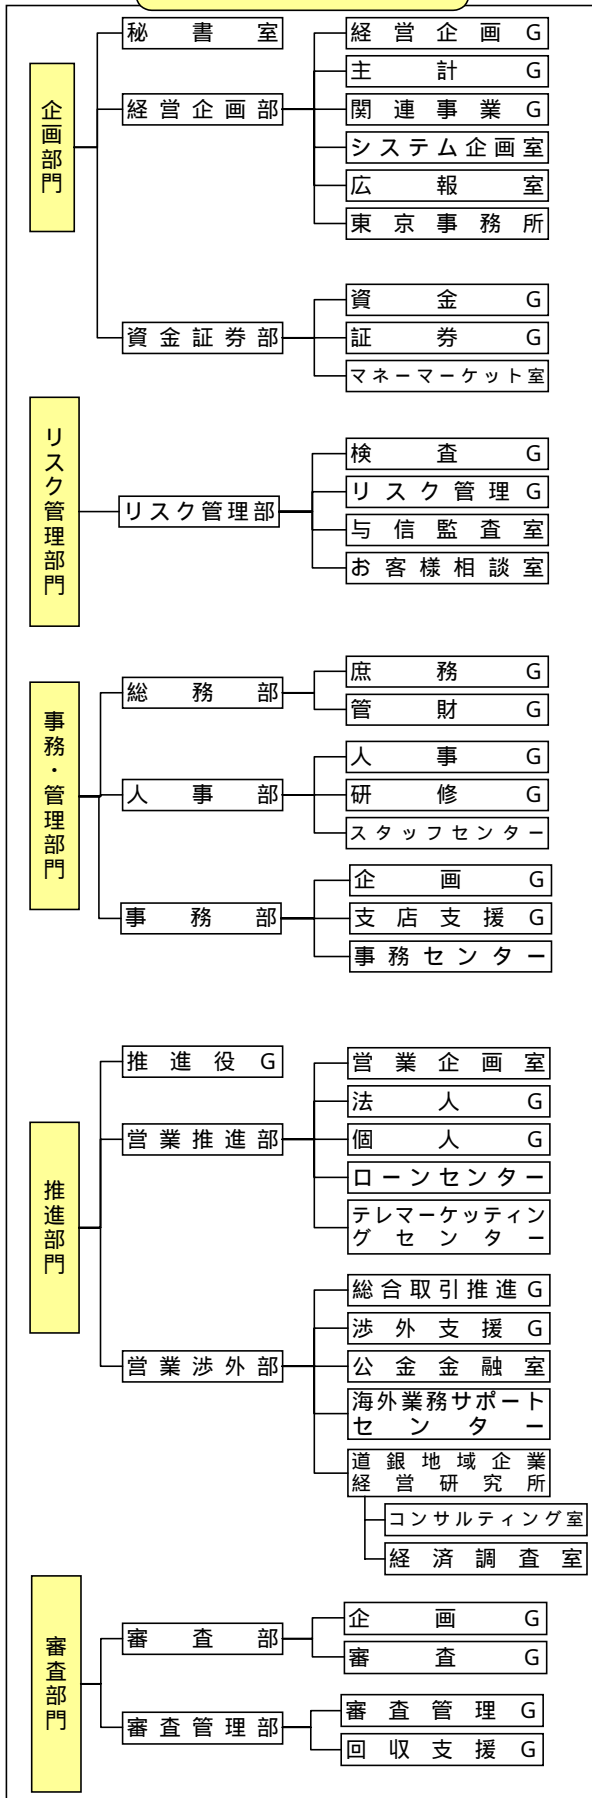 企画部門
秘書室
経営企画部
経営企画G
主計G
関連事業G
システム企画室
広報室
東京事務所
資金証券部
資金G
証券G
マネーマーケット室
リスク管理部門
リスク管理部
検査G
リスク管理G
与信監査室
お客様相談室
事務・管理部門
総務部
庶務G
管財G
人事部
人事G
研修G
スタッフセンター
事務部
企画G
支店支援G
事務センター
推進部門
推進役G
営業推進部
営業企画室
法人G
個人G
ローンセンター
テレマーケッティン
グセンター
営業渉外部
総合取引推進G
渉外支援G
公金金融室
海外業務サポート
センター
道銀地域企業
経営研究所
コンサルティング室
経済調査室
審査部門
審査部
企画G
審査G
審査管理部
審査管理G
回収支援G